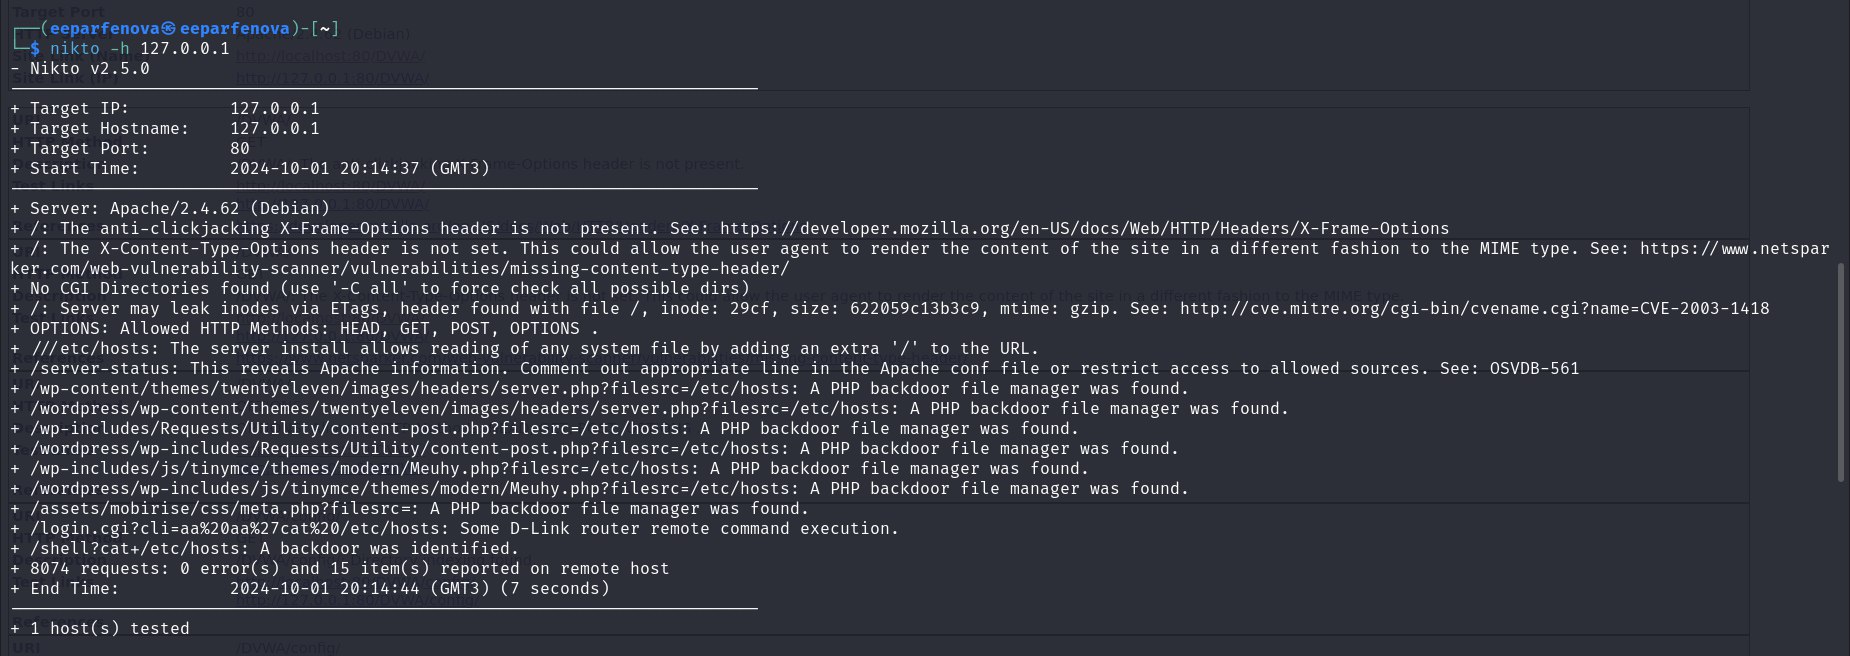 ┌──(eeparfenova㉿eeparfenova)-[~]
└─$ nikto -h 127.0.0.1
- Nikto v2.5.0
+ Target IP: 127.0.0.1
+ Target Hostname: 127.0.0.1
+ Target Port: 80
+ Start Time: 2024-10-01 20:14:37 (GMT3)
+ Server: Apache/2.4.62 (Debian)
+ /: The anti-clickjacking X-Frame-Options header is not present. See: https://developer.mozilla.org/en-US/docs/Web/HTTP/Headers/X-Frame-Options
+ /: The X-Content-Type-Options header is not set. This could allow the user agent to render the content of the site in a different fashion to the MIME type. See: https://www.netspar
ker.com/web-vulnerability-scanner/vulnerabilities/missing-content-type-header/
+ No CGI Directories found (use '-C all' to force check all possible dirs)
+ /: Server may leak inodes via ETags, header found with file /, inode: 29cf, size: 622059c13b3c9, mtime: gzip. See: http://cve.mitre.org/cgi-bin/cvename.cgi?name=CVE-2003-1418
+ OPTIONS: Allowed HTTP Methods: HEAD, GET, POST, OPTIONS .
+ ///etc/hosts: The server install allows reading of any system file by adding an extra '/' to the URL.
+ /server-status: This reveals Apache information. Comment out appropriate line in the Apache conf file or restrict access to allowed sources. See: OSVDB-561
+ /wp-content/themes/twentyeleven/images/headers/server.php?filesrc=/etc/hosts: A PHP backdoor file manager was found.
+ /wordpress/wp-content/themes/twentyeleven/images/headers/server.php?filesrc=/etc/hosts: A PHP backdoor file manager was found.
+ /wp-includes/Requests/Utility/content-post.php?filesrc=/etc/hosts: A PHP backdoor file manager was found.
+ /wordpress/wp-includes/Requests/Utility/content-post.php?filesrc=/etc/hosts: A PHP backdoor file manager was found.
+ /wp-includes/js/tinymce/themes/modern/Meuhy.php?filesrc=/etc/hosts: A PHP backdoor file manager was found.
+ /wordpress/wp-includes/js/tinymce/themes/modern/Meuhy.php?filesrc=/etc/hosts: A PHP backdoor file manager was found.
+ /assets/mobirise/css/meta.php?filesrc=: A PHP backdoor file manager was found.
+ /login.cgi?cli=aa%20aa%27cat%20/etc/hosts: Some D-Link router remote command execution.
+ /shell?cat+/etc/hosts: A backdoor was identified.
+ 8074 requests: 0 error(s) and 15 item(s) reported on remote host
+ End Time: 2024-10-01 20:14:44 (GMT3) (7 seconds)
+ 1 host(s) tested